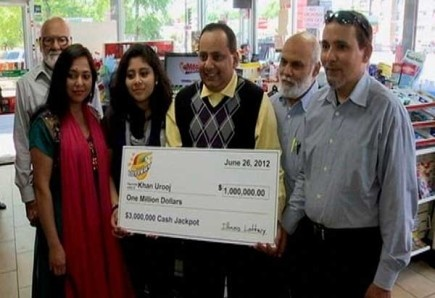 June 26, 2012
Khan Urooj
$ 1,000,000.00
One Million Dollars
$3,000,000 Cash Jackpot
Illinois Lottery